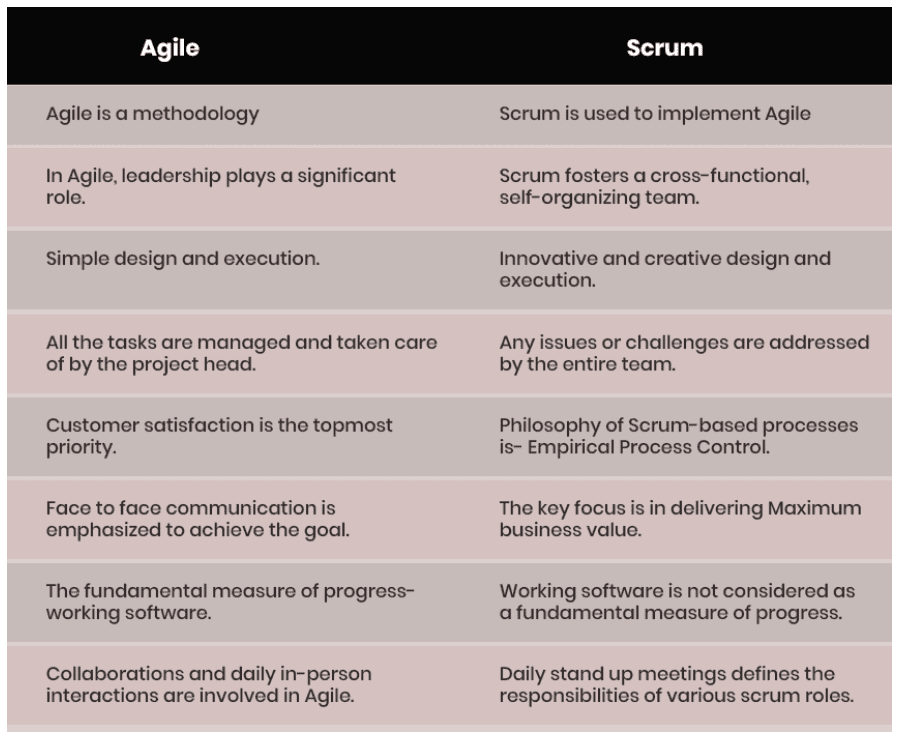 Agile
Scrum
Agile is a methodology
Scrum is used to implement Agile
In Agile, leadership plays a significant
role.
Scrum fosters a cross-functional,
self-organizing team.
Simple design and execution.
Innovative and creative design and
execution.
All the tasks are managed and taken care
of by the project head.
Any issues or challenges are addressed
by the entire team.
Customer satisfaction is the topmost
priority.
Philosophy of Scrum-based processes
is- Empirical Process Control.
Face to face communication is
emphasized to achieve the goal.
The key focus is in delivering Maximum
business value.
The fundamental measure of progress-
working software.
Working software is not considered as
a fundamental measure of progress.
Collaborations and daily in-person
interactions are involved in Agile.
Daily stand up meetings defines the
responsibilities of various scrum roles.